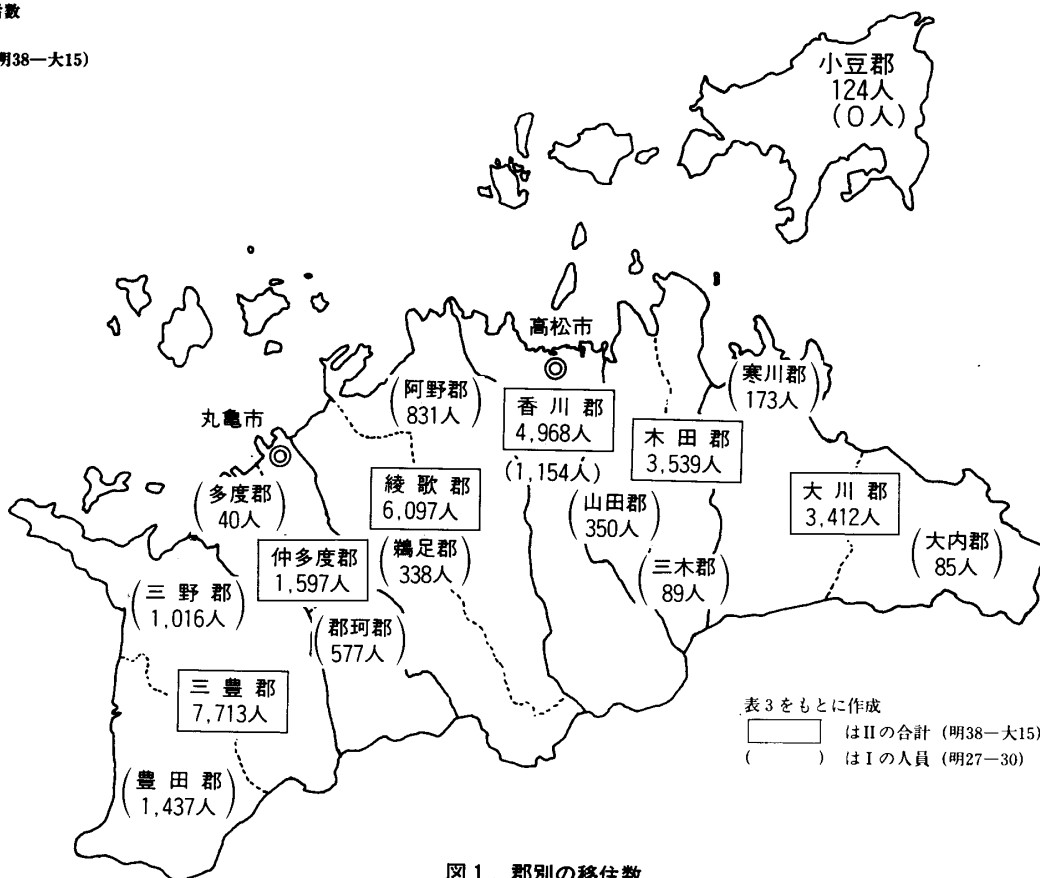 者数
明38―大15)
小豆郡
124人
(0人)
高松市
丸亀市
(阿野郡
831人)
香川郡
4,968人
(1,154人)
木田郡
3,539人
(寒川郡
173人)
綾歌郡
6,097人
(山田郡
350人)
大川郡
3,412人
(多度郡
40人)
仲多度郡
1,597人
(鵜足郡
338人)
(三木郡
89人)
(大内郡
85人)
(三野郡
1,016人)
(郡珂郡
577人)
三豊郡
7,713人
(豊田郡
1,437人)
表3をもとに作成
はIIの合計(明38―大15)
( )はIの人員(明27―30)
図1 郡別の移住数